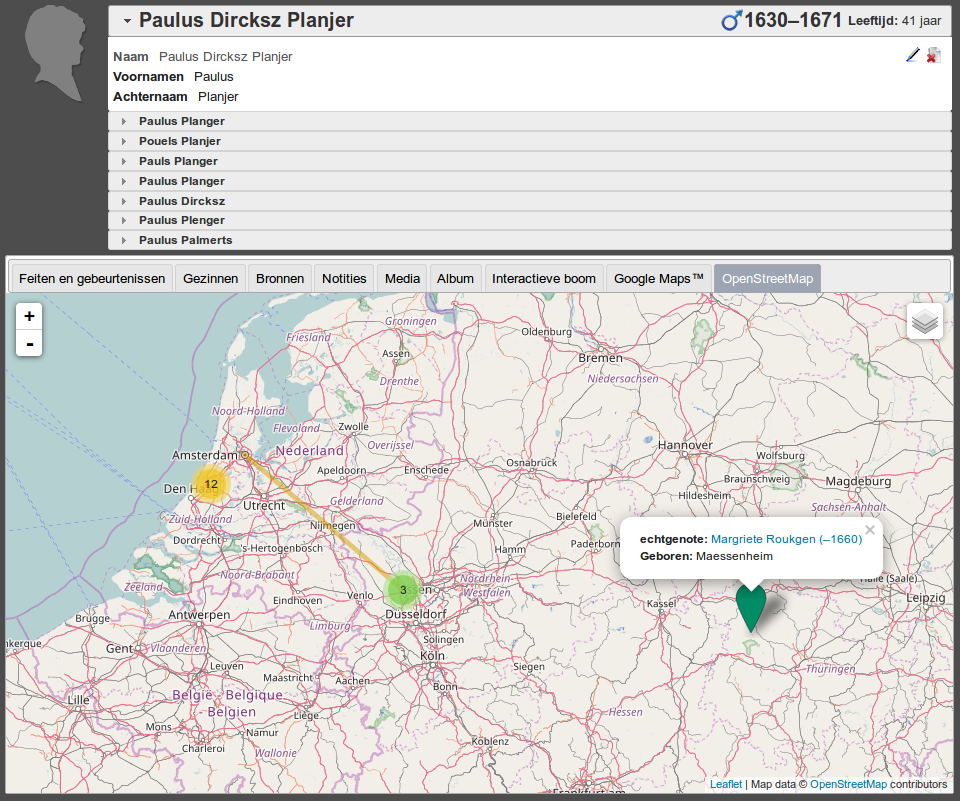 Paulus Dircksz Planjer
1630–1671 Leeftijd: 41 jaar
Naam Paulus Dircksz Planjer
Voornamen Paulus
Achternaam Planjer
Paulus Planger
Pouels Planjer
Pauls Planger
Paulus Planger
Paulus Dircksz
Paulus Plenger
Paulus Palmerts
Feiten en gebeurtenissen Gezinnen Bronnen Notities Media Album Interactieve boom Google Maps™ OpenStreetMap
+
-
Groningen
Friesland
Oldenburg
Assen
Bremen
Drenthe
Niedersachsen
Noord-Holland
Flevoland
Zwolle
Overijssel
Hannover
Amsterdam
Nederland
Wolfsburg
Osnabrück
Apeldoorn
Enschede
Braunschweig
Magdeburg
12
Den Haag
Hildesheim
Gelderland
Utrecht
Sachsen-Anhalt
Bielefeld
Zuid-Holland
Nijmegen
Münster
Dordrecht
's-Hertogenbosch
Hamm
Paderborn
echtgenote: Margriete Roukgen (–1660) ×
Geboren: Maessenheim
Noord-Brabant
Nordrhein
Westfalen
Halle (Saale)
Zeeland
3
Essen
Venlo
Eindhoven
Leipzig
Kassel
Brugge
Antwerpen
Düsseldorf
Limburg
Solingen
nkerque
Gent
Vlaanderen
Köln
Leuven
Siegen
Thüringen
Maastricht
Aachen
Bonn
België - Belgique
Belgien
Lille
Liège
Hessen
Mons
Namur
Charleroi
Koblenz
Wallonie
Leaflet | Map data © OpenStreetMap contributors
Frankfurt am